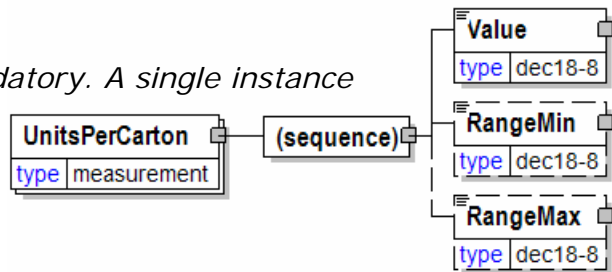 Value
type dec18-8
datory. A single instance
RangeMin
UnitsPerCarton
(sequence)
type dec18-8
type measurement
RangeMax
type dec18-8